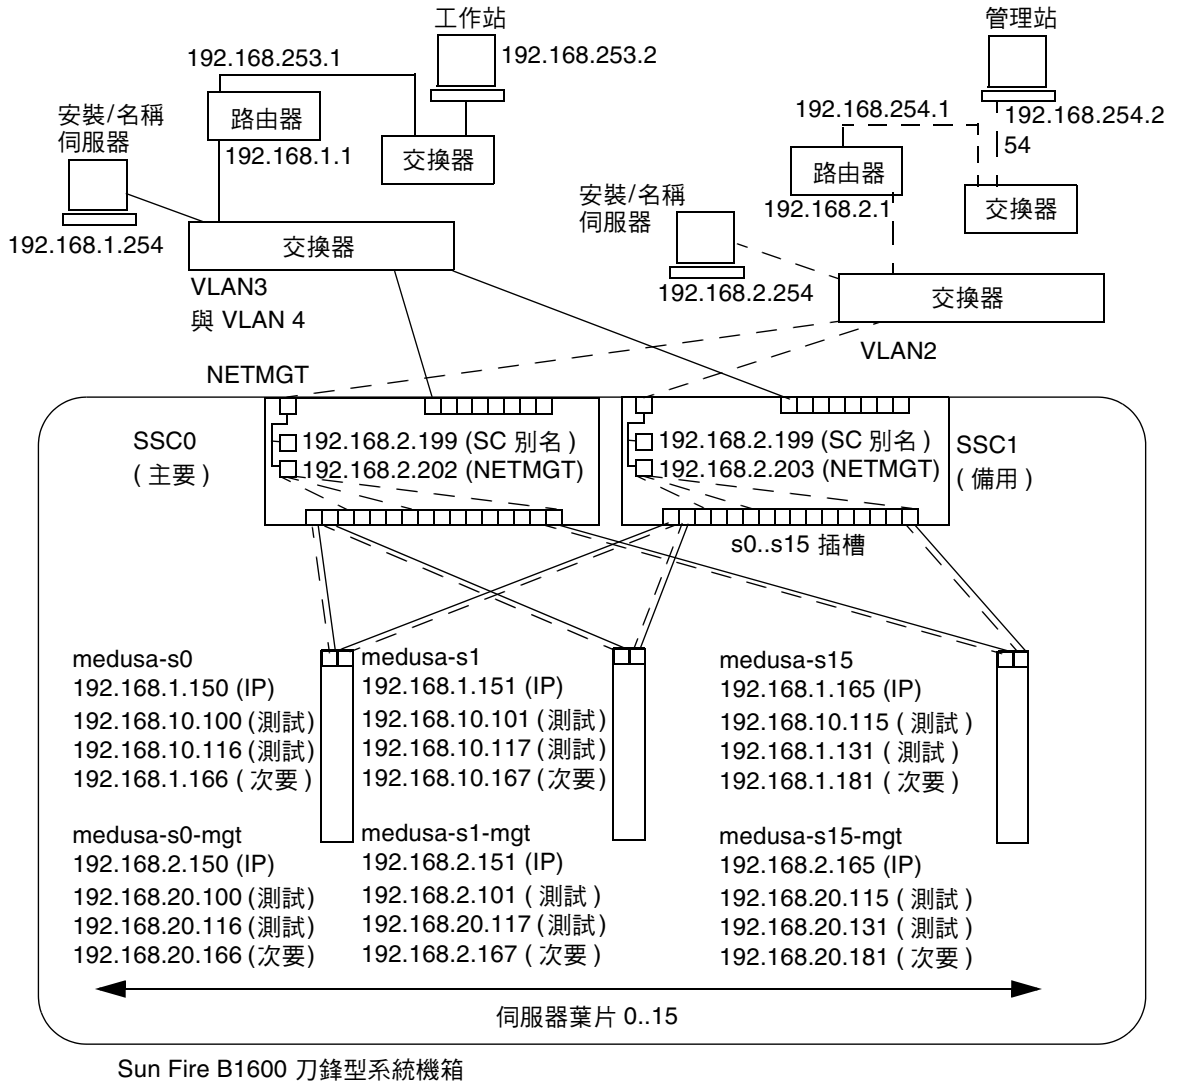 工作站
192.168.253.1
192.168.253.2
安裝/名稱
伺服器
路由器
192.168.1.1
交換器
192.168.1.254
交換器
VLAN3
與 VLAN 4
管理站
192.168.254.1
192.168.254.2
54
路由器
安裝/名稱
伺服器
192.168.2.1
交換器
192.168.2.254
交換器
VLAN2
NETMGT
SSC0
( 主要 )
192.168.2.199 (SC 別名 )
192.168.2.202 (NETMGT)
192.168.2.199 (SC 別名 )
192.168.2.203 (NETMGT)
SSC1
( 備用 )
s0..s15 插槽
medusa-s0
192.168.1.150 (IP)
192.168.10.100 (測試)
192.168.10.116 (測試)
192.168.1.166 ( 次要 )
medusa-s0-mgt
192.168.2.150 (IP)
192.168.20.100 (測試)
192.168.20.116 (測試)
192.168.20.166 (次要)
medusa-s1
192.168.1.151 (IP)
192.168.10.101 ( 測試)
192.168.10.117 (測試)
192.168.10.167 (次要)
medusa-s1-mgt
192.168.2.151 (IP)
192.168.2.101 ( 測試 )
192.168.20.117 (測試)
192.168.2.167 ( 次要 )
medusa-s15
192.168.1.165 (IP)
192.168.10.115 ( 測試 )
192.168.1.131 ( 測試 )
192.168.1.181 ( 次要 )
medusa-s15-mgt
192.168.2.165 (IP)
192.168.20.115 ( 測試 )
192.168.20.131 ( 測試 )
192.168.20.181 ( 次要 )
伺服器葉片 0..15
Sun Fire B1600 刀鋒型系統機箱